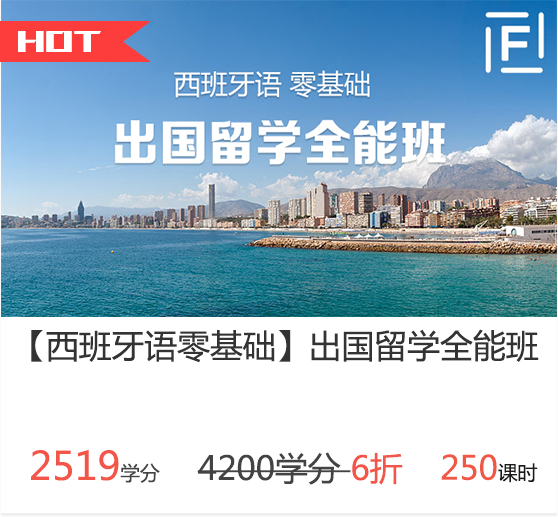 HOT
F
西班牙语 零基础
出国留学全能班
【西班牙语零基础】出国留学全能班
2519学分 4200学分 6折 250课时